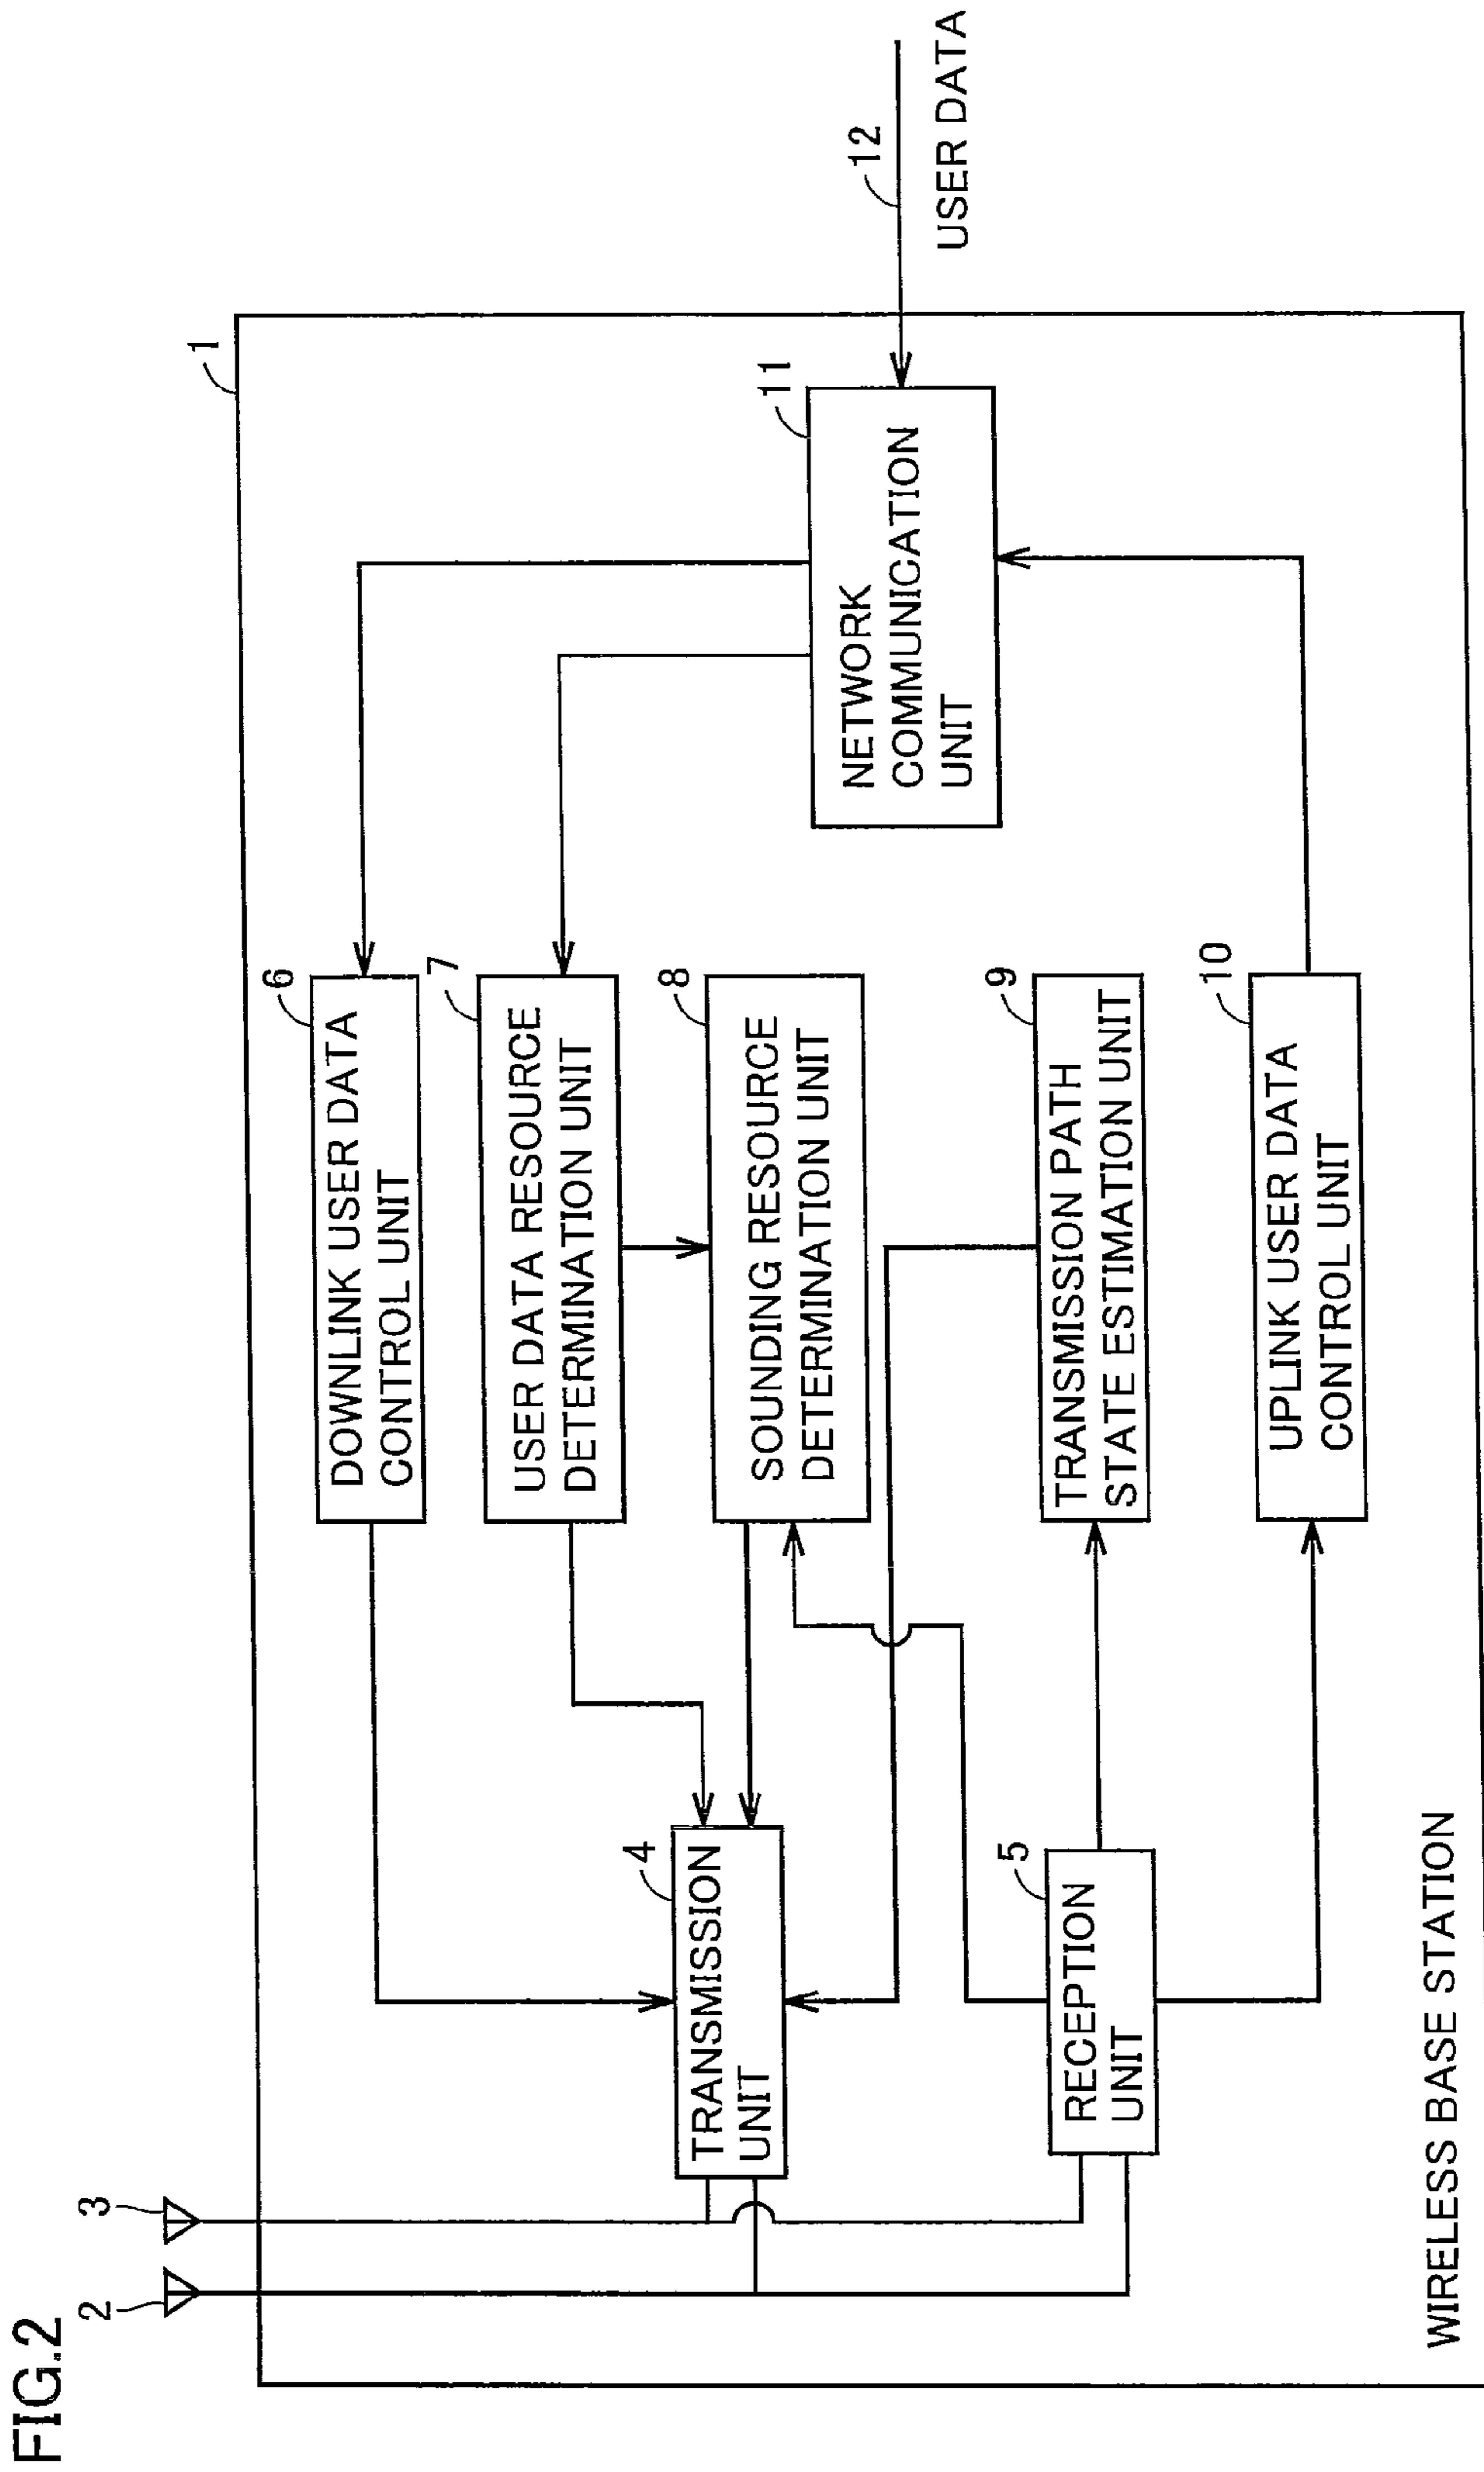 FIG.2
1
2
3
DOWNLINK USER DATA
CONTROL UNIT
6
USER DATA RESOURCE
DETERMINATION UNIT
7
TRANSMISSION
UNIT
4
SOUNDING RESOURCE
DETERMINATION UNIT
8
NETWORK
COMMUNICATION
UNIT
11
12
USER DATA
RECEPTION
UNIT
5
TRANSMISSION PATH
STATE ESTIMATION UNIT
9
UPLINK USER DATA
CONTROL UNIT
10
WIRELESS BASE STATION